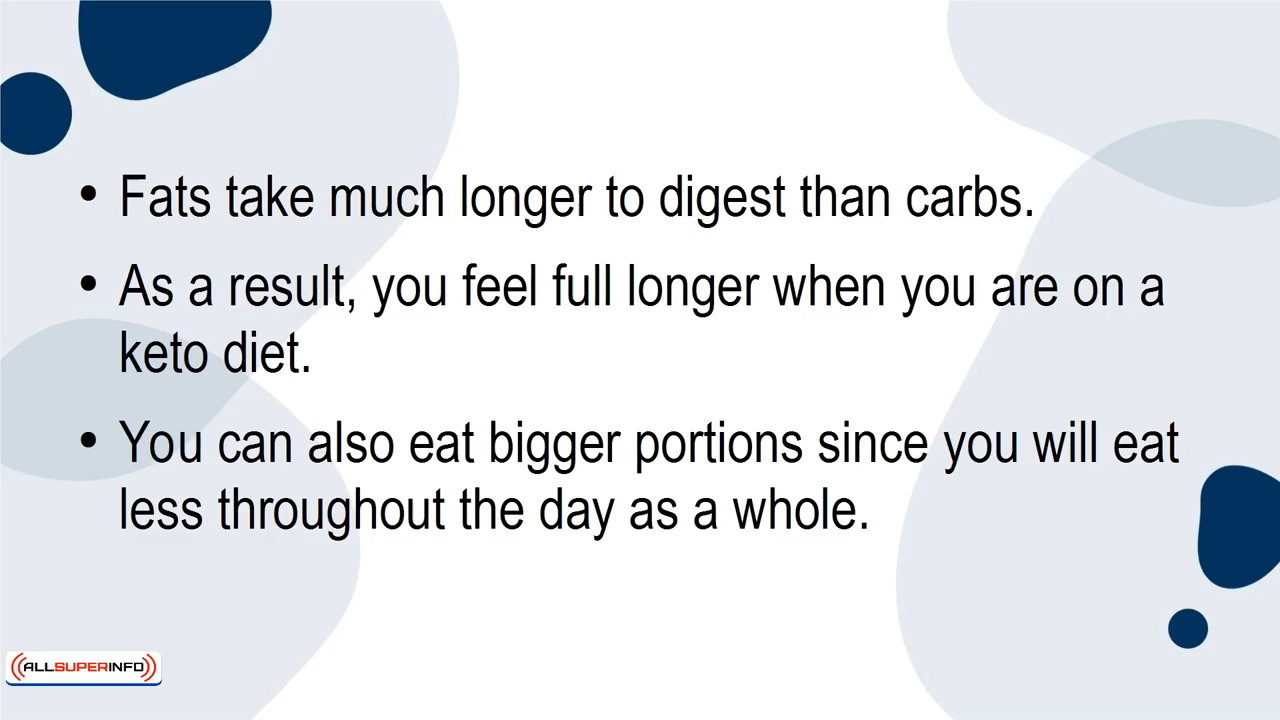 • Fats take much longer to digest than carbs.
• As a result, you feel full longer when you are on a
keto diet.
• You can also eat bigger portions since you will eat
less throughout the day as a whole.
ALLSUPERINFO